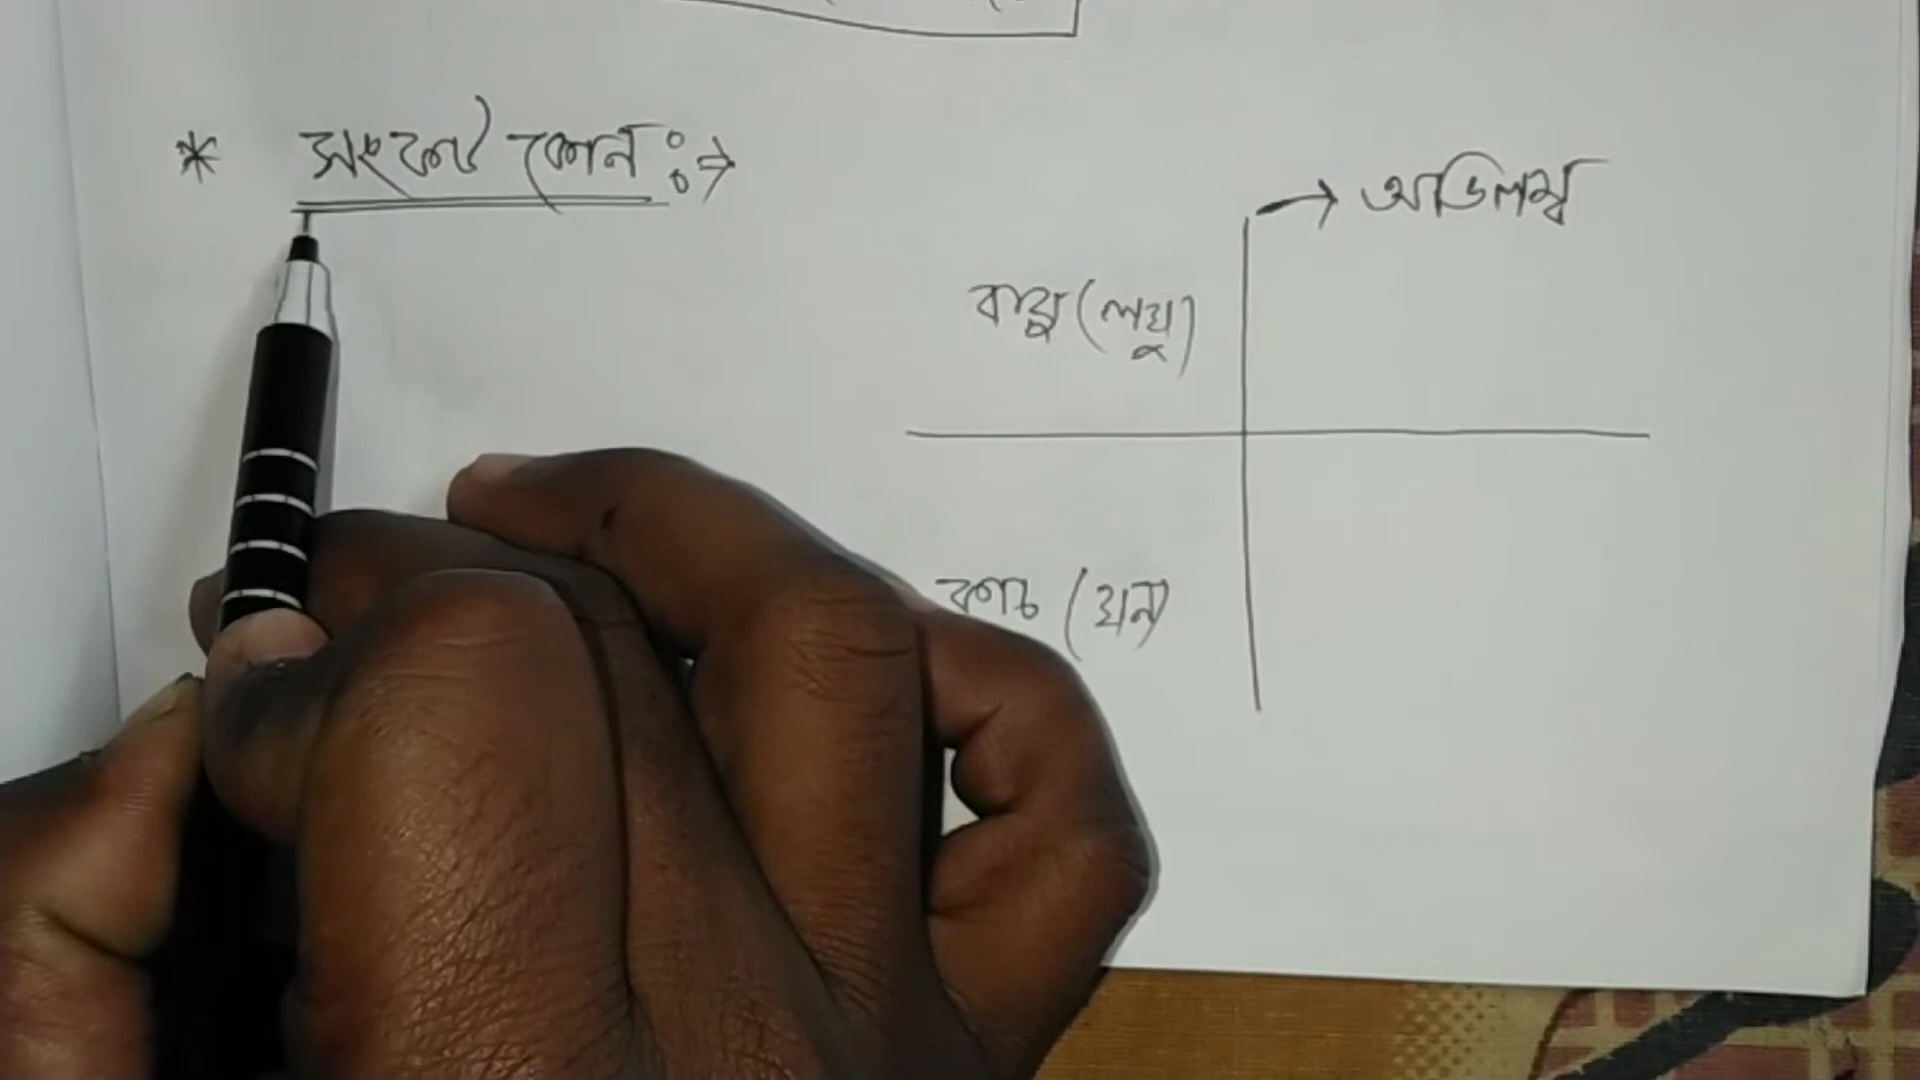 * সংকট কোন :⇒
→ অভিলম্ব
বায়ু (লঘু)
কাচ (ঘন)